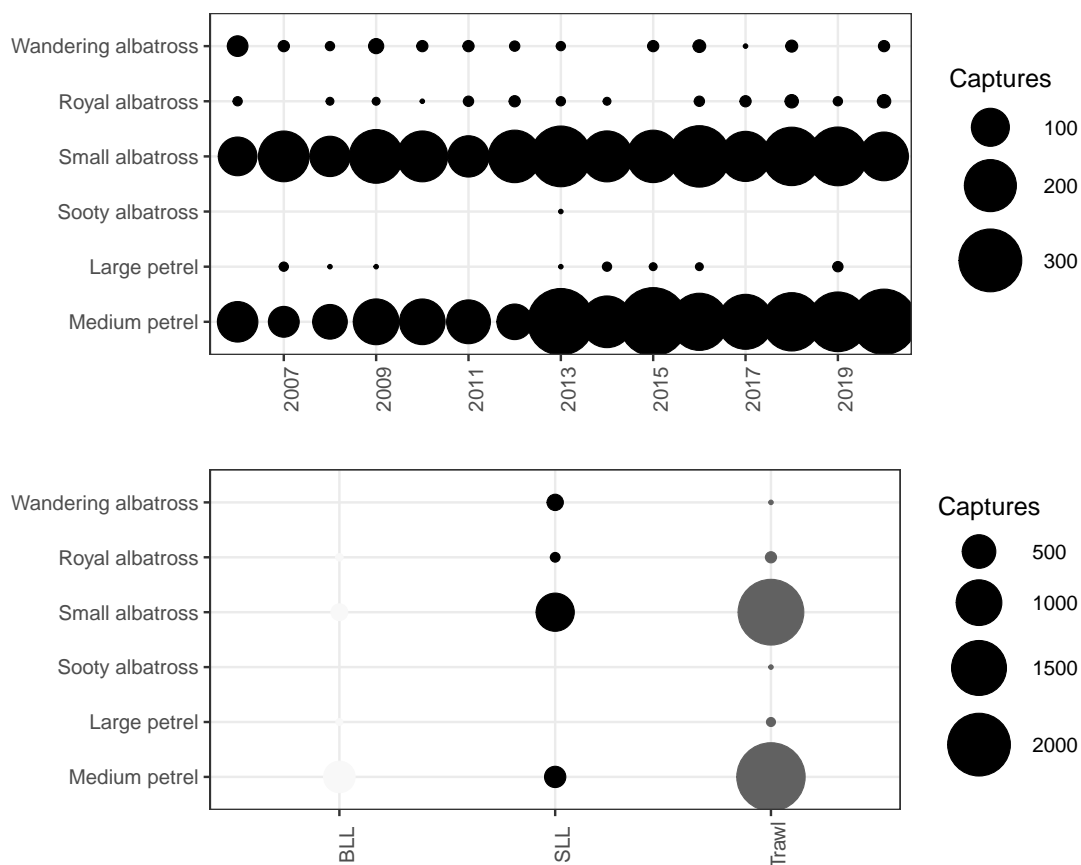 Wandering albatross
Royal albatross
Small albatross
Sooty albatross
Large petrel
Medium petrel
2007
2009
2011
2013
2015
2017
2019
Captures
100
200
300
Wandering albatross
Royal albatross
Small albatross
Sooty albatross
Large petrel
Medium petrel
BLL
SLL
Trawl
Captures
500
1000
1500
2000